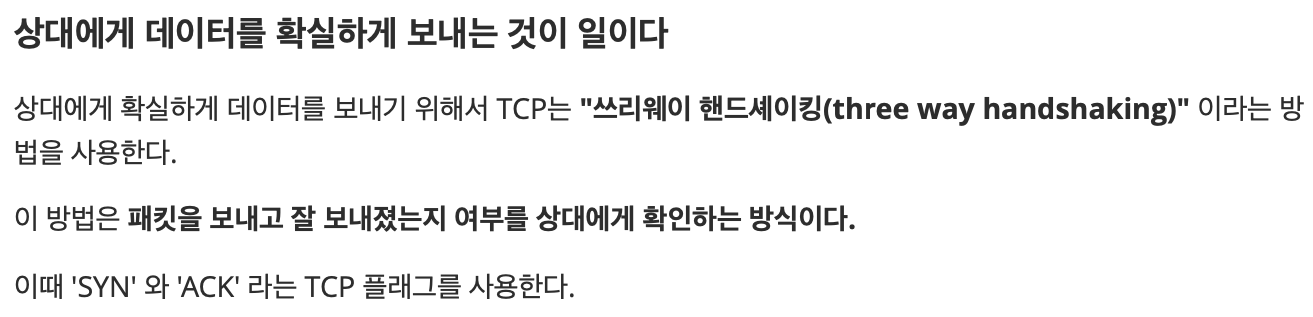 상대에게 데이터를 확실하게 보내는 것이 일이다
상대에게 확실하게 데이터를 보내기 위해서 TCP는 "쓰리웨이 핸드셰이킹(three way handshaking)" 이라는 방
법을 사용한다.
이 방법은 패킷을 보내고 잘 보내졌는지 여부를 상대에게 확인하는 방식이다.
이때 'SYN' 와 'ACK' 라는 TCP 플래그를 사용한다.